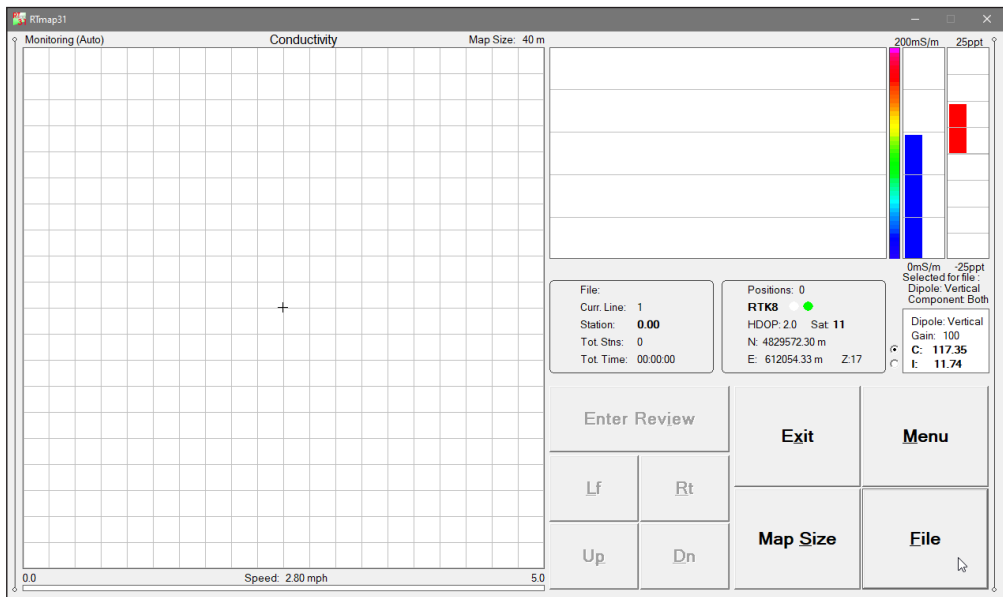 RTmap31
Monitoring (Auto) Conductivity Map Size: 40 m
200mS/m 25ppt
0mS/m -25ppt
Selected for file :
Dipole: Vertical
Component: Both
File:
Curr. Line: 1
Station: 0.00
Tot. Stns: 0
Tot. Time: 00:00:00
Positions: 0
RTK8
HDOP: 2.0 Sat: 11
N: 4829572.30 m
E: 612054.33 m Z:17
Dipole: Vertical
Gain: 100
C: 117.35
I: 11.74
Enter Review
Exit
Menu
Lf
Rt
Map Size
File
Up
Dn
0.0 Speed: 2.80 mph 5.0